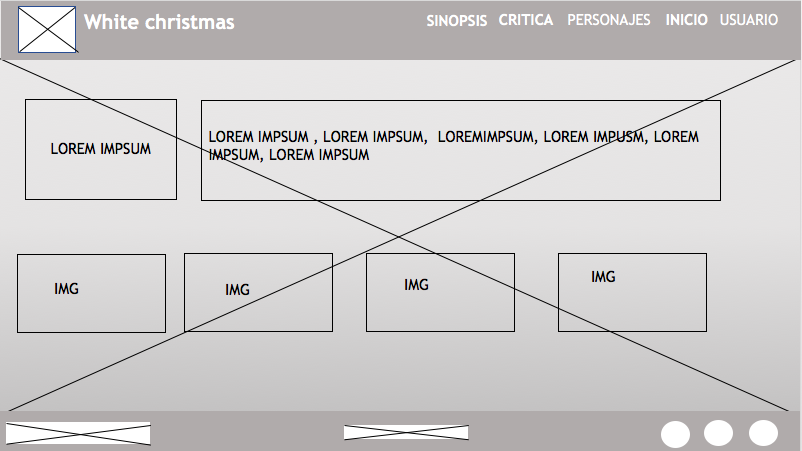 White christmas
SINOPSIS CRITICA PERSONAJES INICIO USUARIO
LOREM IMPSUM
LOREM IMPSUM , LOREM IMPSUM, LOREMIMPSUM, LOREM IMPUSM, LOREM
IMPSUM, LOREM IMPSUM
IMG
IMG
IMG
IMG